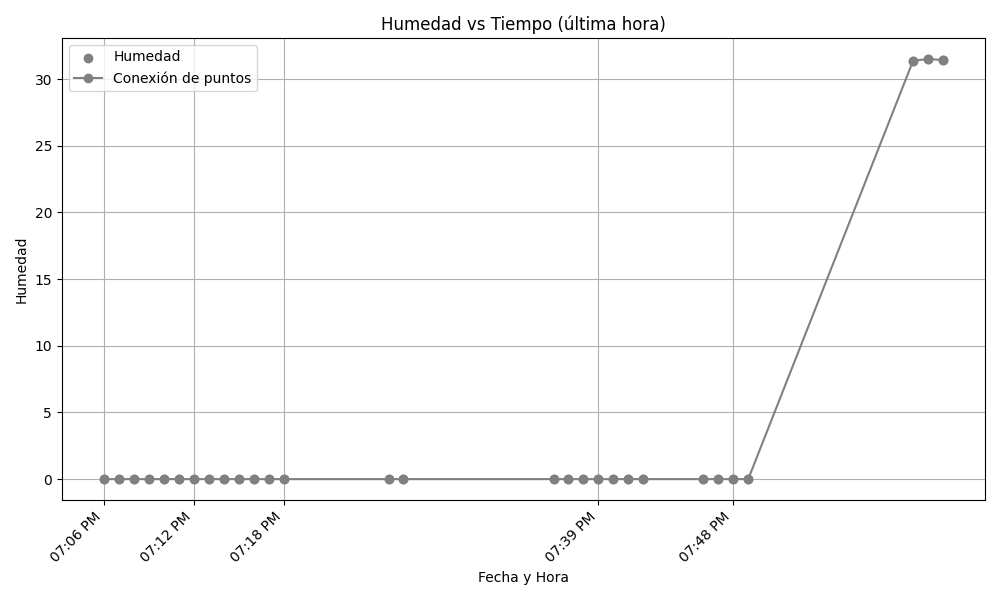 Humedad vs Tiempo (última hora)
Humedad
Conexión de puntos
30
25
20
15
10
5
0
Humedad
07:06 PM
07:12 PM
07:18 PM
07:39 PM
07:48 PM
Fecha y Hora